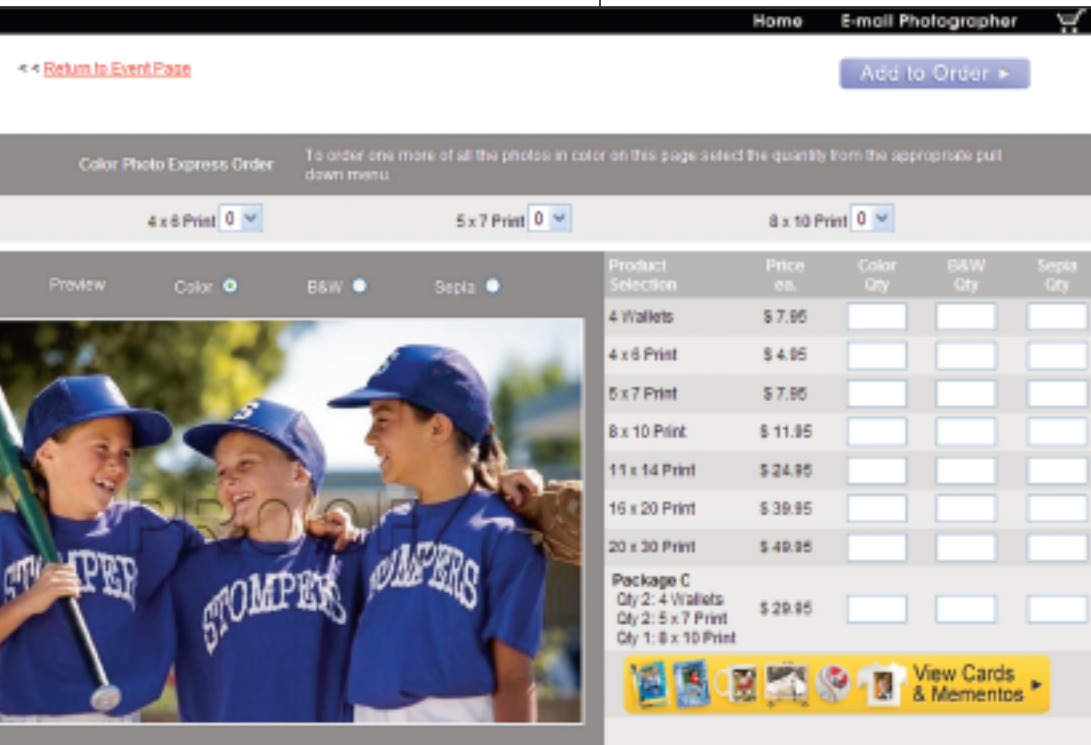 Home E-mail Photographer
<< Return to Event Page
Add to Order ►
Color Photo Express Order
To order one more of all the photos in color on this page select the quantity from the appropriate pull
down menu.
4 x 6 Print 0
5 x 7 Print 0
8 x 10 Print 0
Preview Color B&W Sepia
Product Selection Price ea. Color Qty B&W Qty Sepia Qty
4 Wallets $ 7.95
4 x 6 Print $ 4.95
5 x 7 Print $ 7.95
8 x 10 Print $ 11.95
11 x 14 Print $ 24.95
16 x 20 Print $ 39.95
20 x 30 Print $ 49.95
Package C
Qty 2: 4 Wallets
Qty 2: 5 x 7 Print
Qty 1: 8 x 10 Print
$ 29.95
View Cards
& Mementos ►
S
PROOF
STOMPERS
STOMPERS